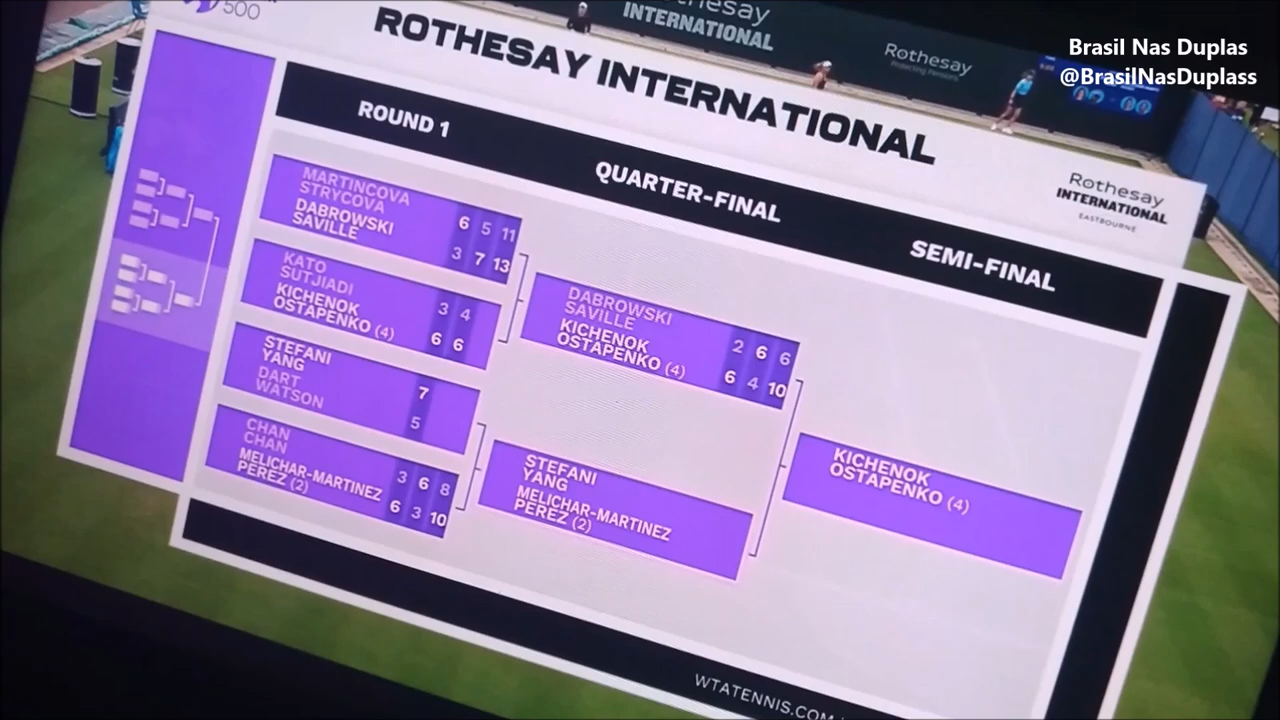 500
ROTHESAY INTERNATIONAL
Rothesay
INTERNATIONAL
Rothesay
Brasil Nas Duplas
@BrasilNasDuplass
Rothesay
INTERNATIONAL
EASTBOURNE
ROUND 1
QUARTER-FINAL
SEMI-FINAL
MARTINCOVA
STRYCOVA 6 5 11
DABROWSKI
SAVILLE 3 7 13
KATO
SUTJIADI 3 4
KICHENOK
OSTAPENKO (4) 6 6
STEFANI
YANG 7
DART
WATSON 5
CHAN
CHAN 3 6 8
MELICHAR-MARTINEZ
PEREZ (2) 6 3 10
DABROWSKI
SAVILLE 2 6 6
KICHENOK
OSTAPENKO (4) 6 4 10
STEFANI
YANG
MELICHAR-MARTINEZ
PEREZ (2)
KICHENOK
OSTAPENKO (4)
WTATENNIS.COM